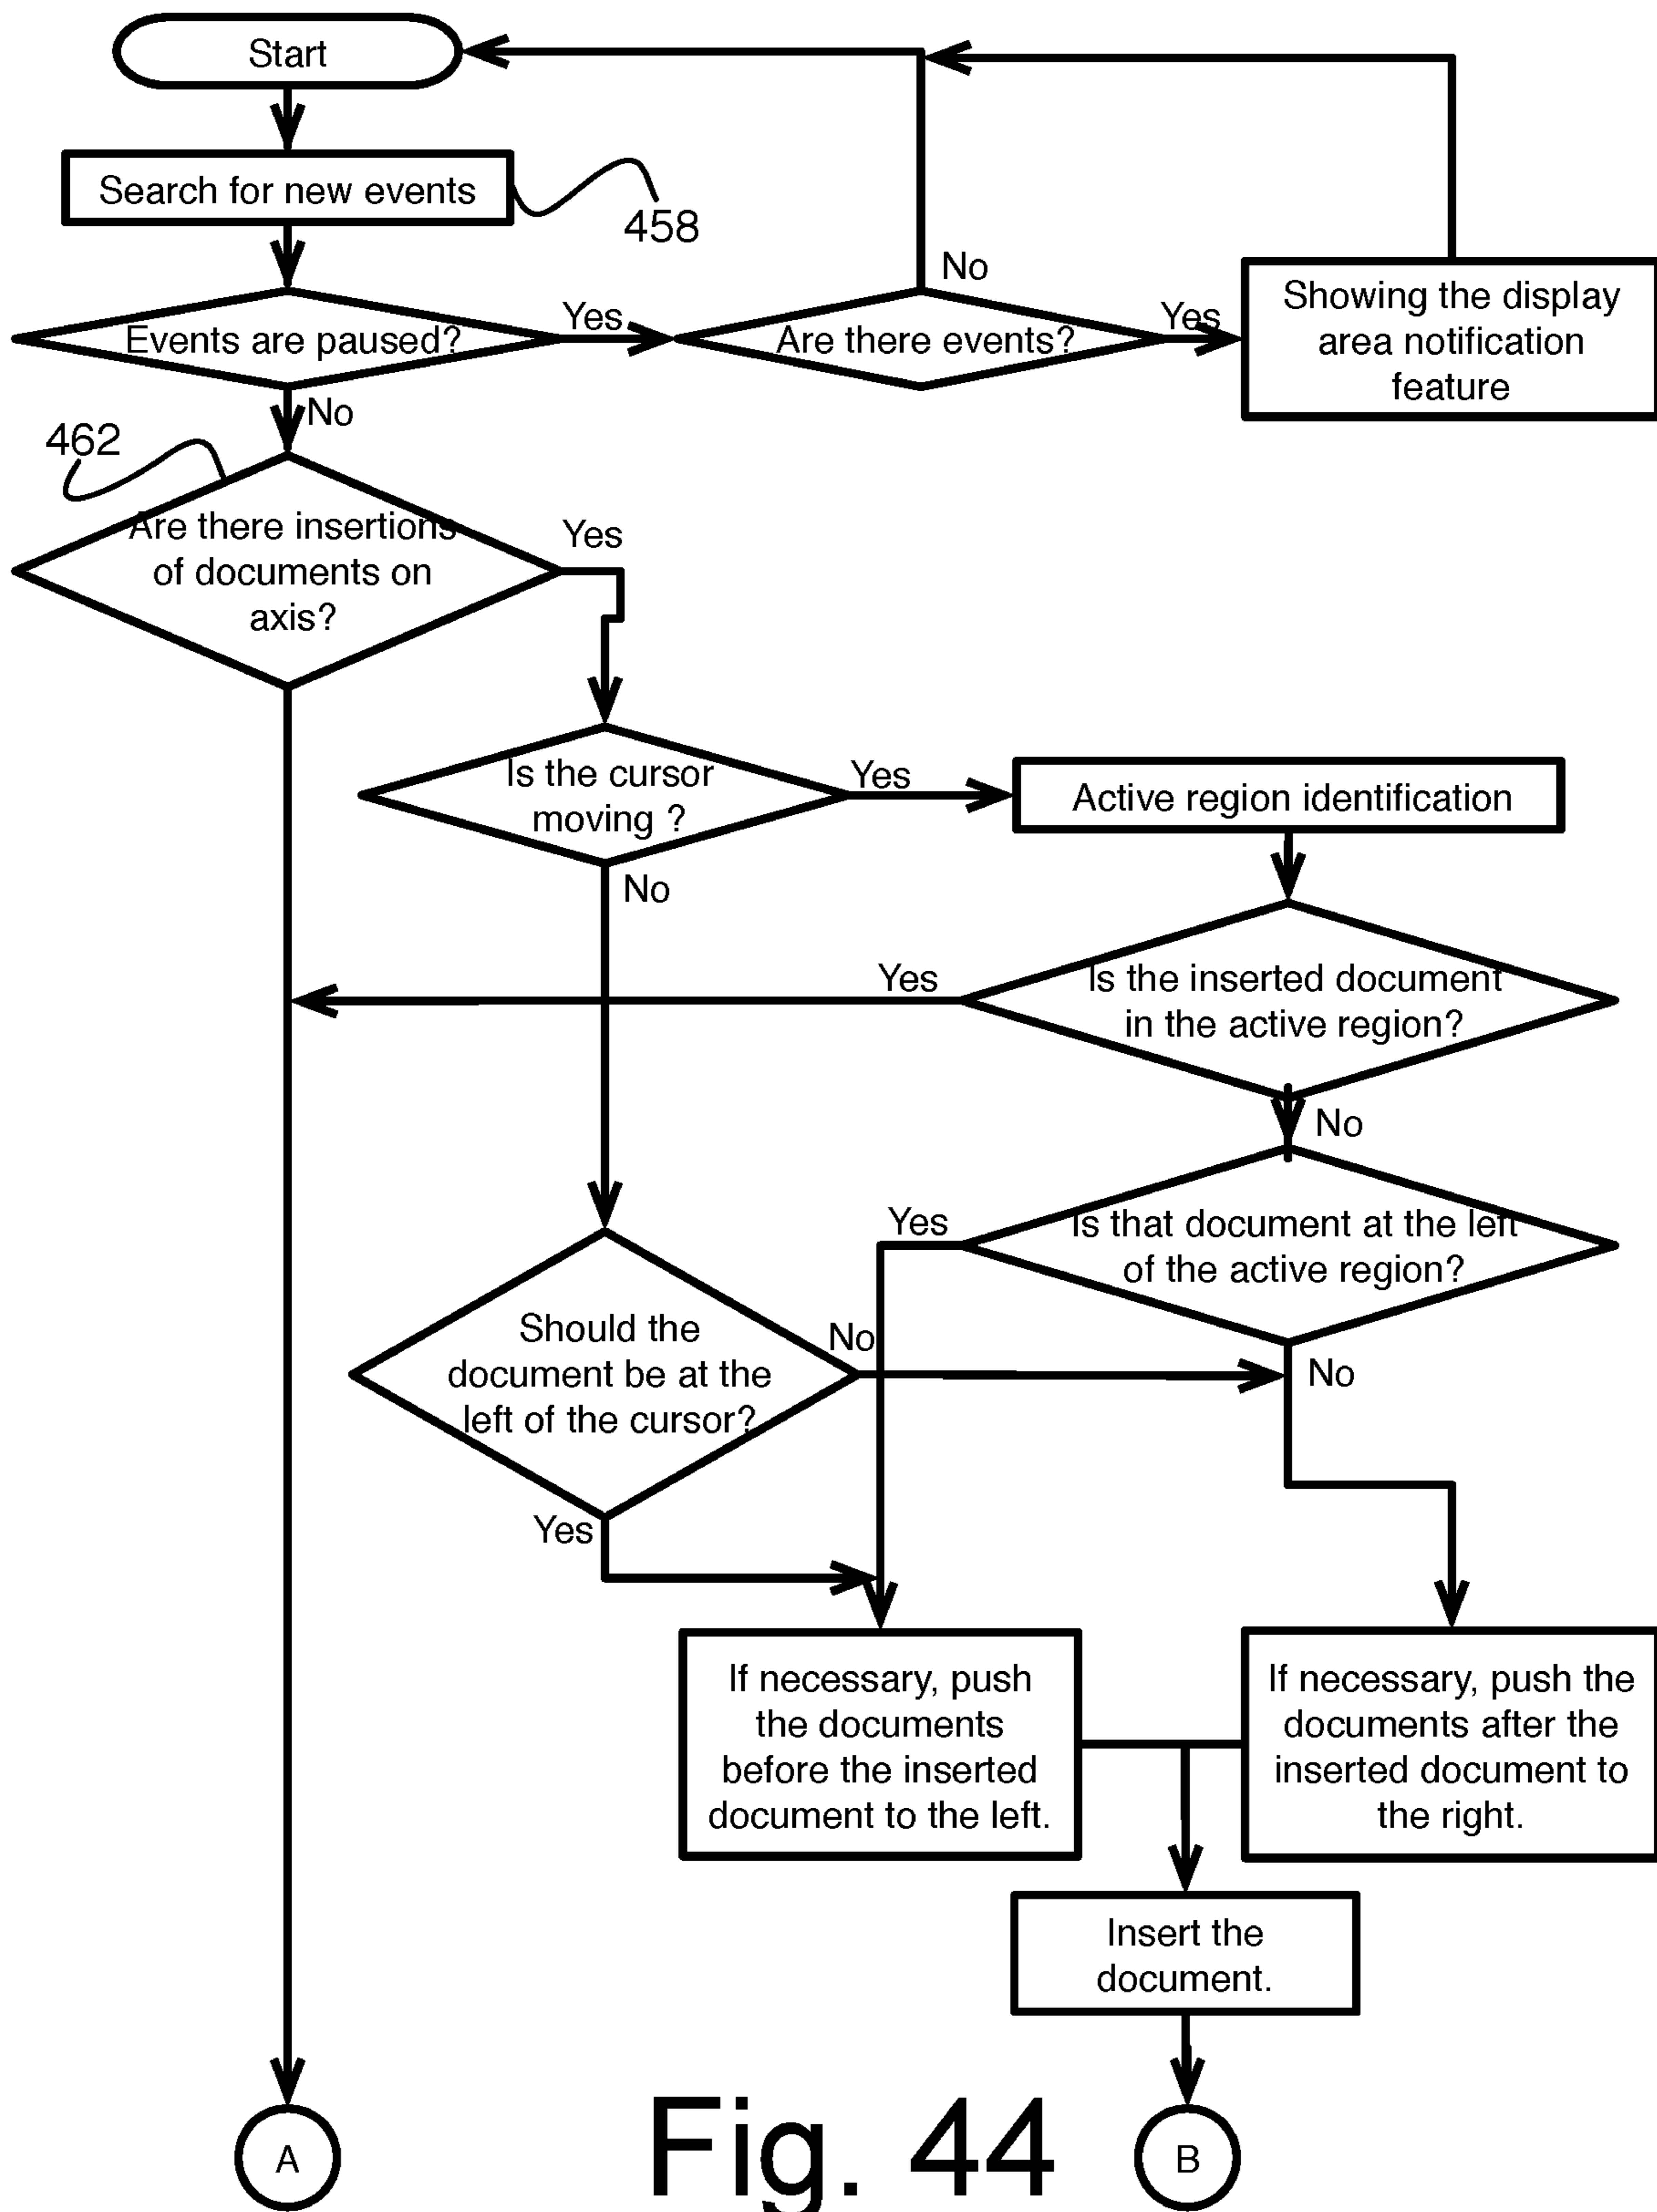 Start
Search for new events
458
No
Events are paused?
Yes
Are there events?
Yes
Showing the display
area notification
feature
No
462
Are there insertions
of documents on
axis?
Yes
Is the cursor
moving ?
Yes
Active region identification
No
Yes
Is the inserted document
in the active region?
No
Yes
Is that document at the left
of the active region?
Should the
document be at the
left of the cursor?
No
No
Yes
If necessary, push
the documents
before the inserted
document to the left.
If necessary, push the
documents after the
inserted document to
the right.
Insert the
document.
A
Fig. 44
B